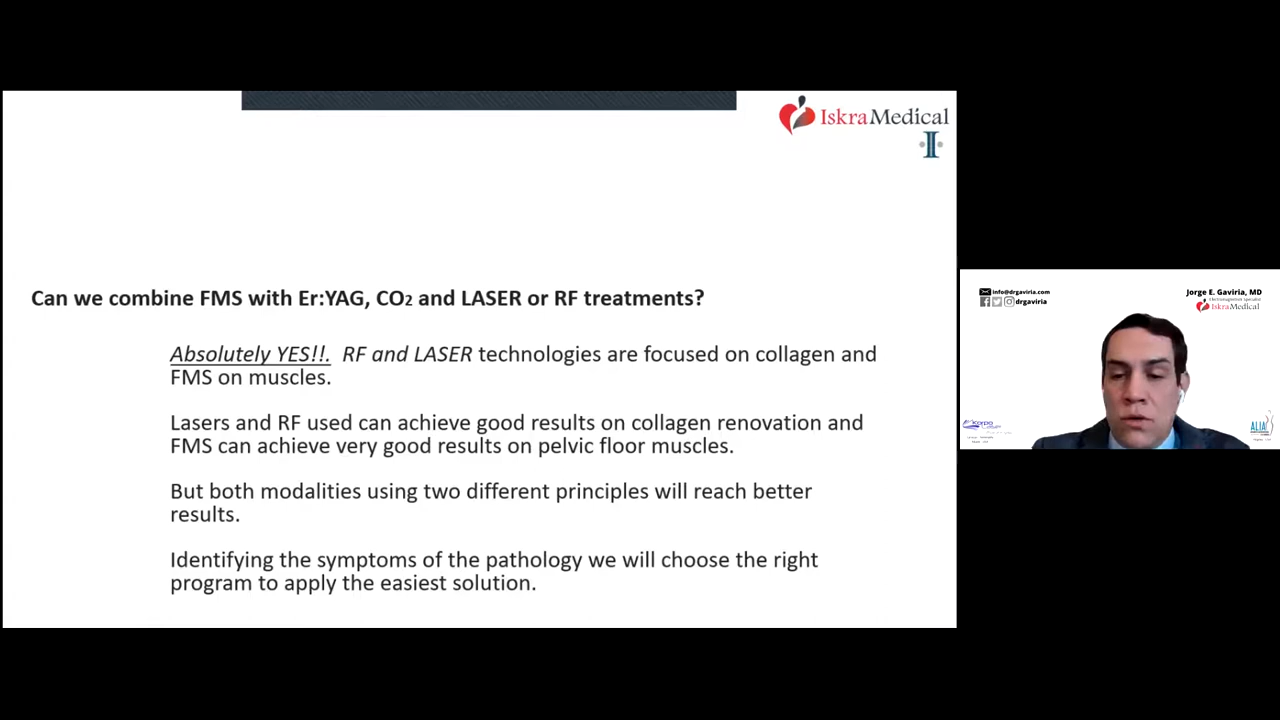 IskraMedical
Can we combine FMS with Er:YAG, CO2 and LASER or RF treatments?
Absolutely YES!!. RF and LASER technologies are focused on collagen and
FMS on muscles.
Lasers and RF used can achieve good results on collagen renovation and
FMS can achieve very good results on pelvic floor muscles.
But both modalities using two different principles will reach better
results.
Identifying the symptoms of the pathology we will choose the right
program to apply the easiest solution.
info@drgaviria.com
drgaviria
Jorge E. Gaviria, MD
IskraMedical
ALIA